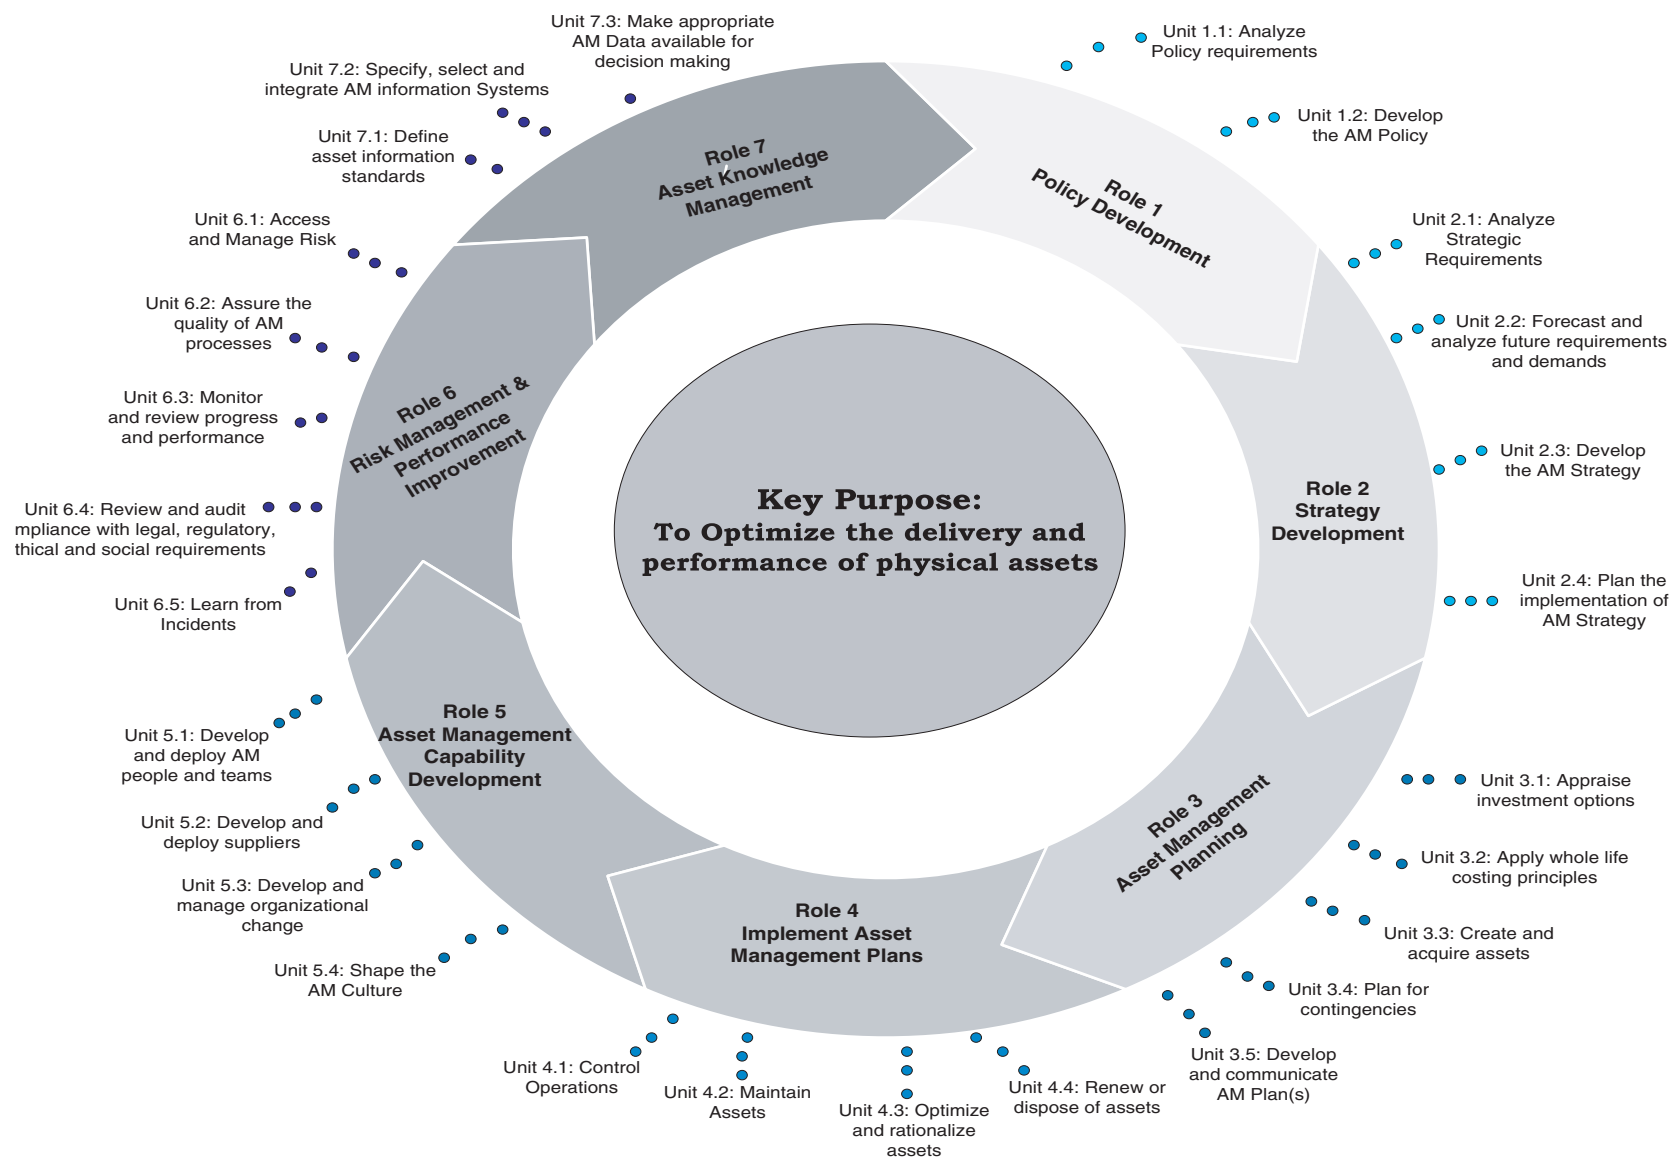 Key Purpose:
To Optimize the delivery and
performance of physical assets
Role 1
Policy Development
Unit 1.1: Analyze
Policy requirements
Unit 1.2: Develop
the AM Policy
Role 2
Strategy
Development
Unit 2.1: Analyze
Strategic
Requirements
Unit 2.2: Forecast and
analyze future requirements
and demands
Unit 2.3: Develop
the AM Strategy
Unit 2.4: Plan the
implementation of
AM Strategy
Role 3
Asset Management
Planning
Unit 3.1: Appraise
investment options
Unit 3.2: Apply whole life
costing principles
Unit 3.3: Create and
acquire assets
Unit 3.4: Plan for
contingencies
Unit 3.5: Develop
and communicate
AM Plan(s)
Role 4
Implement Asset
Management Plans
Unit 4.1: Control
Operations
Unit 4.2: Maintain
Assets
Unit 4.3: Optimize
and rationalize
assets
Unit 4.4: Renew or
dispose of assets
Role 5
Asset Management
Capability
Development
Unit 5.1: Develop
and deploy AM
people and teams
Unit 5.2: Develop and
deploy suppliers
Unit 5.3: Develop and
manage organizational
change
Unit 5.4: Shape the
AM Culture
Role 6
Risk Management &
Performance
Improvement
Unit 6.1: Access
and Manage Risk
Unit 6.2: Assure the
quality of AM
processes
Unit 6.3: Monitor
and review progress
and performance
Unit 6.4: Review and audit
mpliance with legal, regulatory,
thical and social requirements
Unit 6.5: Learn from
Incidents
Role 7
Asset Knowledge
Management
Unit 7.1: Define
asset information
standards
Unit 7.2: Specify, select and
integrate AM information Systems
Unit 7.3: Make appropriate
AM Data available for
decision making